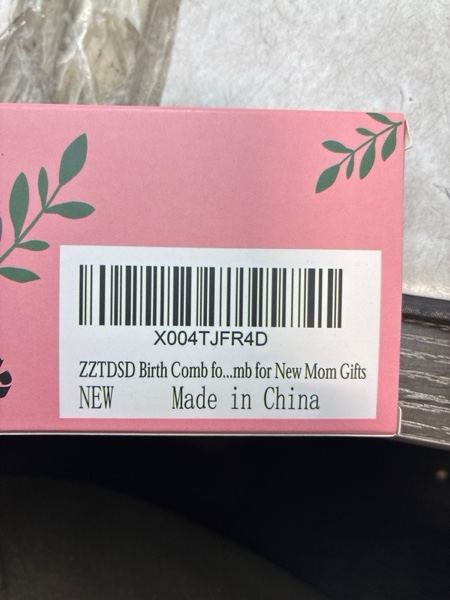 X004TJFR4D
ZZTDSD Birth Comb fo...mb for New Mom Gifts
NEW Made in China